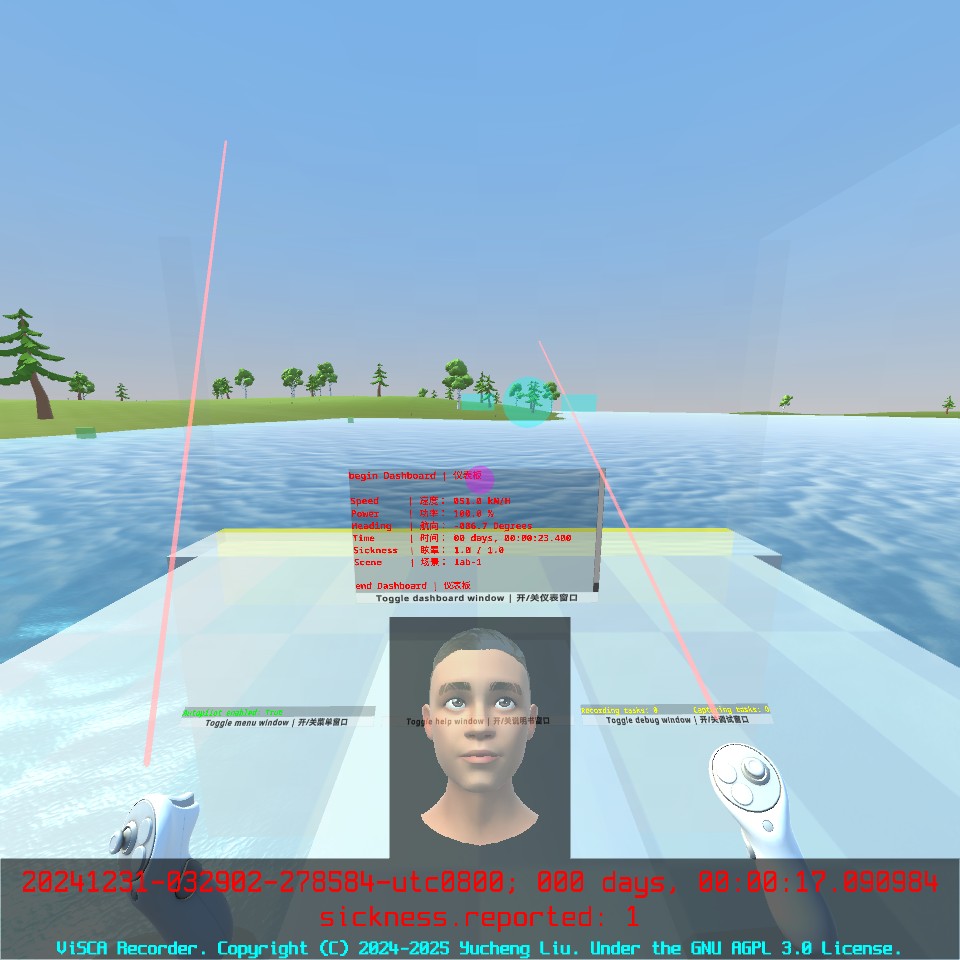 begin Dashboard | 仪表板
Speed | 速度： 051.0 kN/H
Power | 功率： 100.0 %
Heading | 航向： -086.7 Degrees
Time | 时间： 00 days, 00:00:23.400
Sickness | 眩晕： 1.0 / 1.0
Scene | 场景： lab-1
end Dashboard | 仪表板
Toggle dashboard window | 开/关仪表窗口
Autopilot enabled: True
Toggle menu window | 开/关菜单窗口
Toggle help window | 开/关说明书窗口
Recording tasks: 0 Capturing tasks: 0
Toggle debug window | 开/关调试窗口
20241231-032902-278584-utc0800; 000 days, 00:00:17.090984
sickness.reported: 1
ViSCA Recorder. Copyright (C) 2024-2025 Yucheng Liu. Under the GNU AGPL 3.0 License.